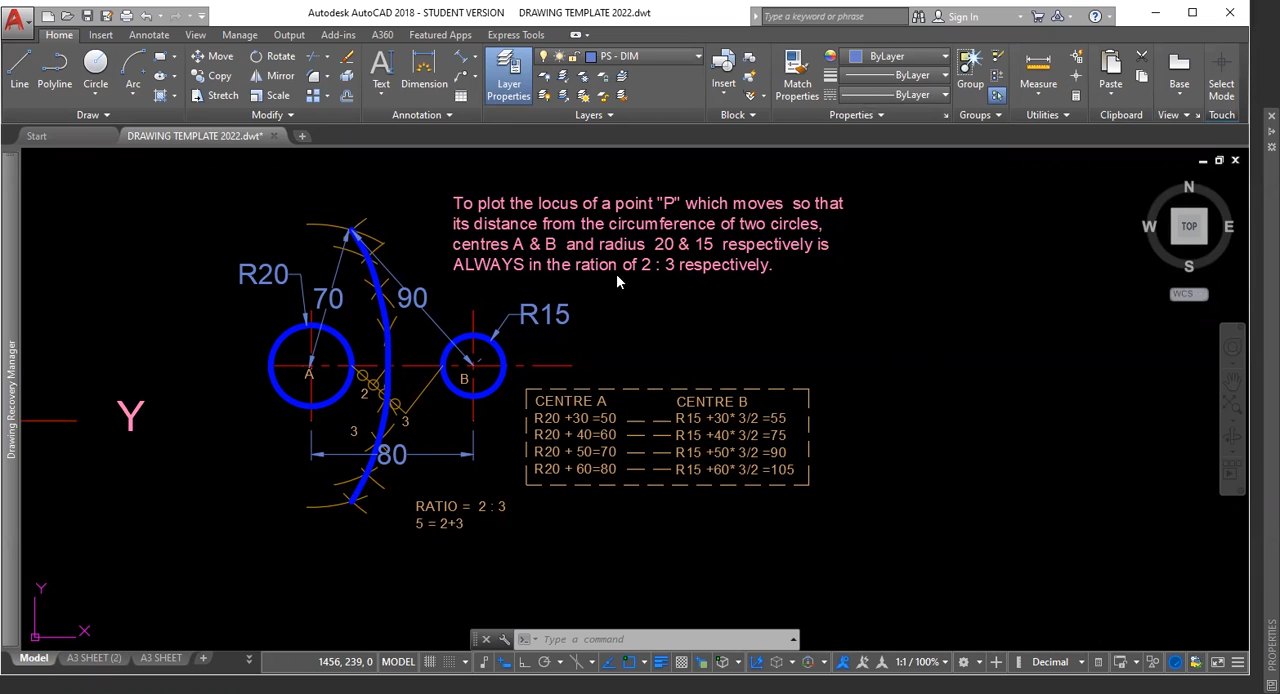 Autodesk AutoCAD 2018 - STUDENT VERSION DRAWING TEMPLATE 2022.dwt
Type a keyword or phrase
Sign In
Home Insert Annotate View Manage Output Add-ins A360 Featured Apps Express Tools
Line Polyline Circle Arc
Move Rotate
Copy Mirror
Stretch Scale
Text Dimension
Layer Properties
PS - DIM
Insert
Match Properties
ByLayer
ByLayer
ByLayer
Group
Measure
Paste
Base
Select Mode
Draw Modify Annotation Layers Block Properties Groups Utilities Clipboard View Touch
Start DRAWING TEMPLATE 2022.dwt*
To plot the locus of a point "P" which moves so that
its distance from the circumference of two circles,
centres A & B and radius 20 & 15 respectively is
ALWAYS in the ration of 2 : 3 respectively.
N
W TOP E
S
WCS
R20
70
90
R15
A
B
2
3
3
80
Y
CENTRE A CENTRE B
R20 +30 =50 — — R15 +30* 3/2 =55
R20 + 40=60 — — R15 +40* 3/2 =75
R20 + 50=70 — — R15 +50* 3/2 =90
R20 + 60=80 — — R15 +60* 3/2 =105
RATIO = 2 : 3
5 = 2+3
Drawing Recovery Manager
PROPERTIES
Y
X
Type a command
Model A3 SHEET (2) A3 SHEET
1456, 239, 0 MODEL
1:1 / 100%
Decimal